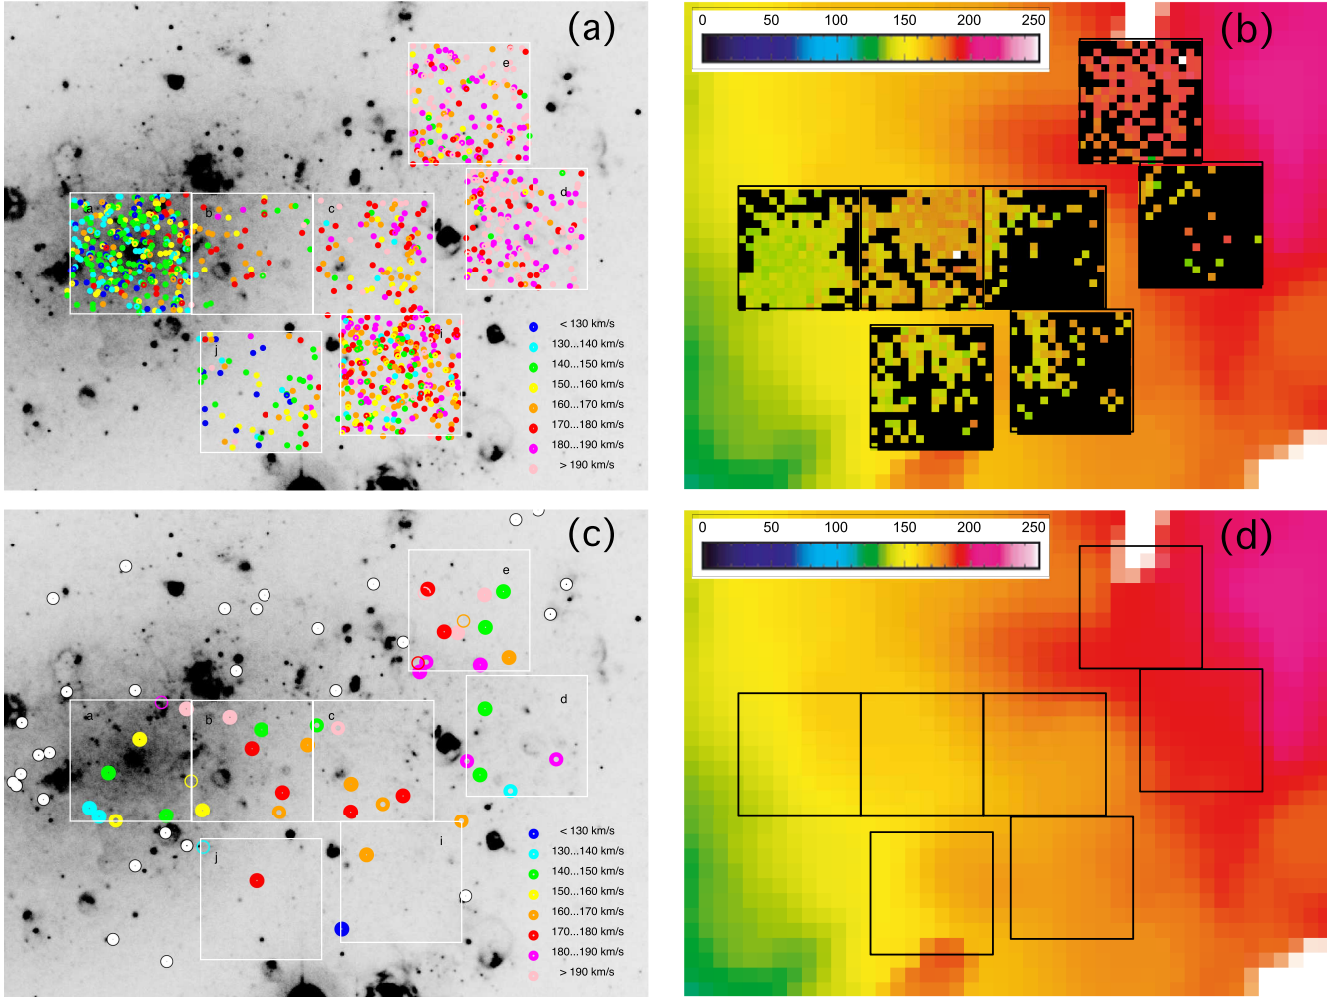 (a)
e
d
a
b
c
i
j
< 130 km/s
130...140 km/s
140...150 km/s
150...160 km/s
160...170 km/s
170...180 km/s
180...190 km/s
> 190 km/s
0 50 100 150 200 250
(b)
(c)
e
d
a
b
c
i
j
< 130 km/s
130...140 km/s
140...150 km/s
150...160 km/s
160...170 km/s
170...180 km/s
180...190 km/s
> 190 km/s
0 50 100 150 200 250
(d)